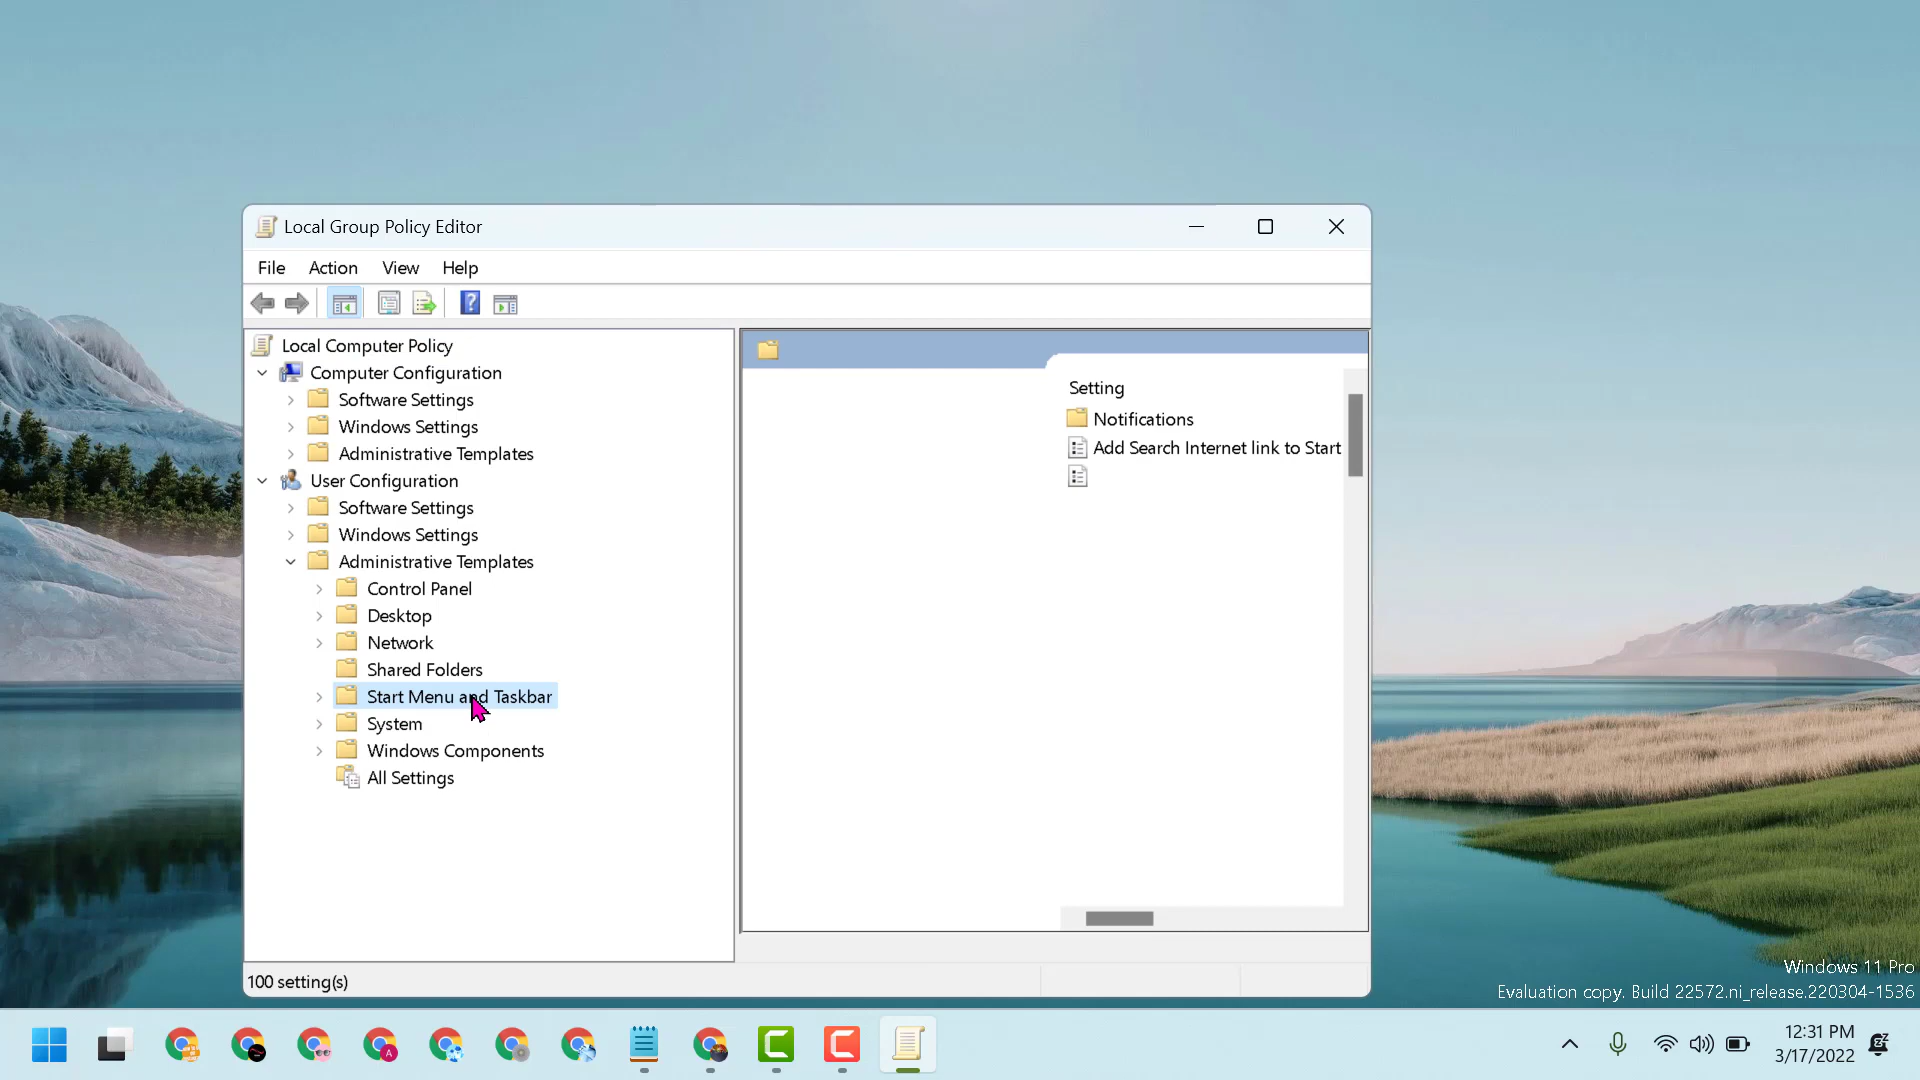 Local Group Policy Editor
File Action View Help
Local Computer Policy
Computer Configuration
Software Settings
Windows Settings
Administrative Templates
User Configuration
Software Settings
Windows Settings
Administrative Templates
Control Panel
Desktop
Network
Shared Folders
Start Menu and Taskbar
System
Windows Components
All Settings
Setting
Notifications
Add Search Internet link to Start
100 setting(s)
Windows 11 Pro
Evaluation copy. Build 22572.ni_release.220304-1536
12:31 PM
3/17/2022